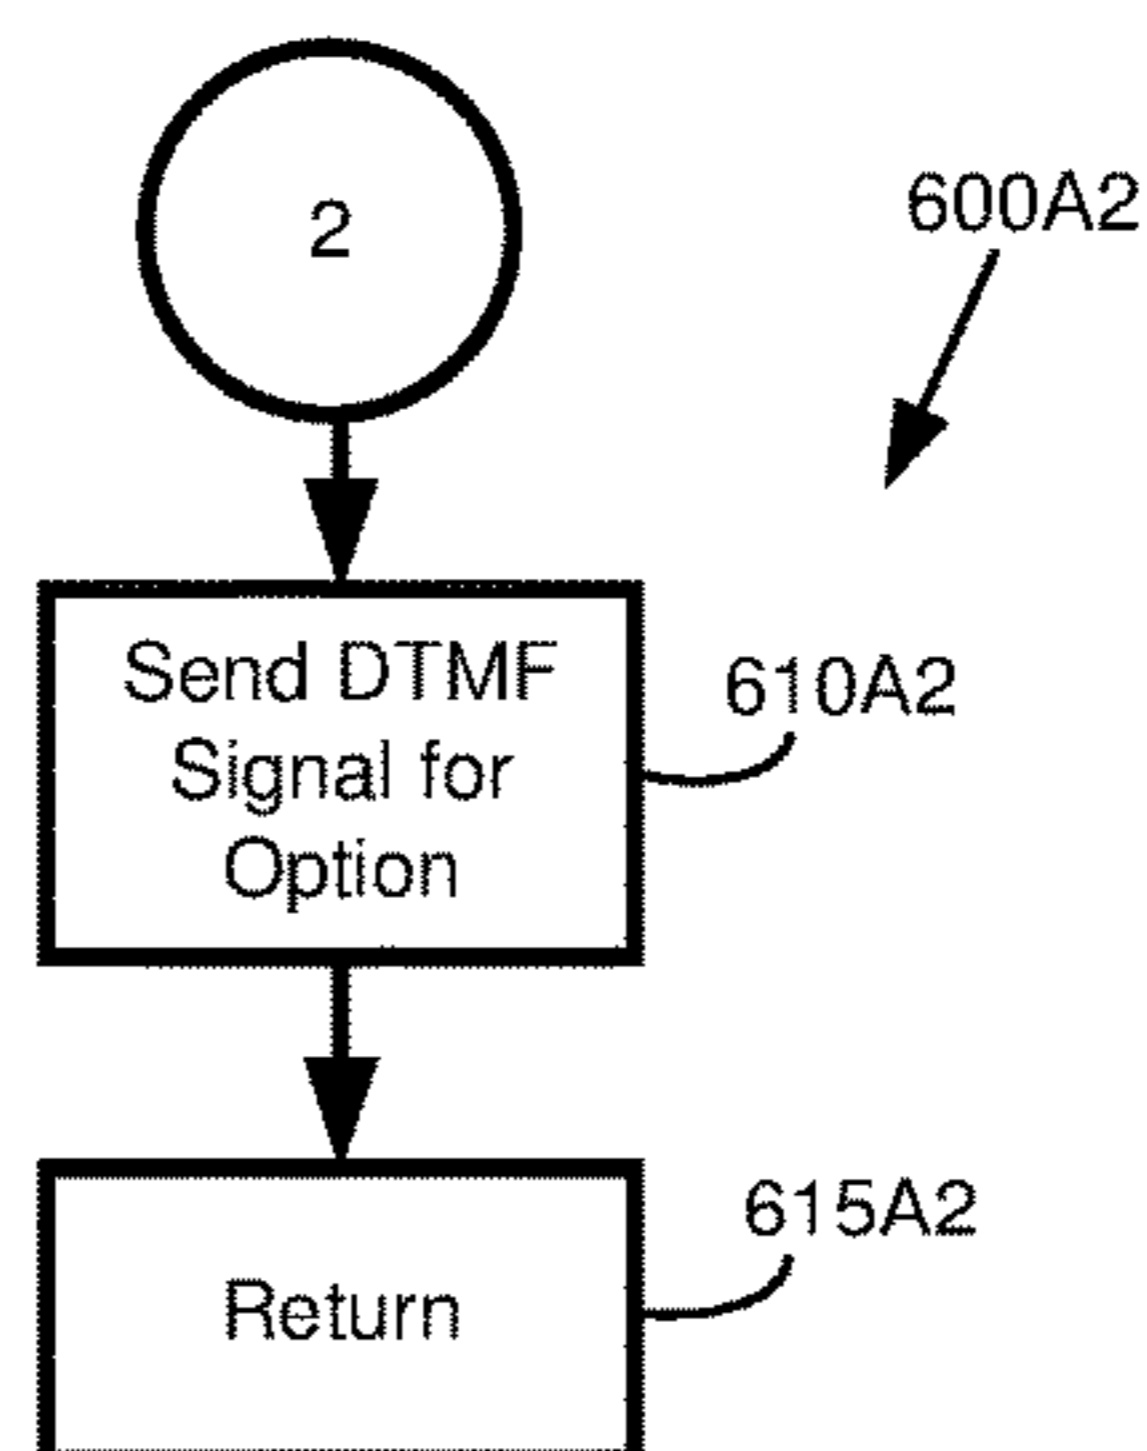 2
600A2
Send DTMF
Signal for
Option
610A2
Return
615A2